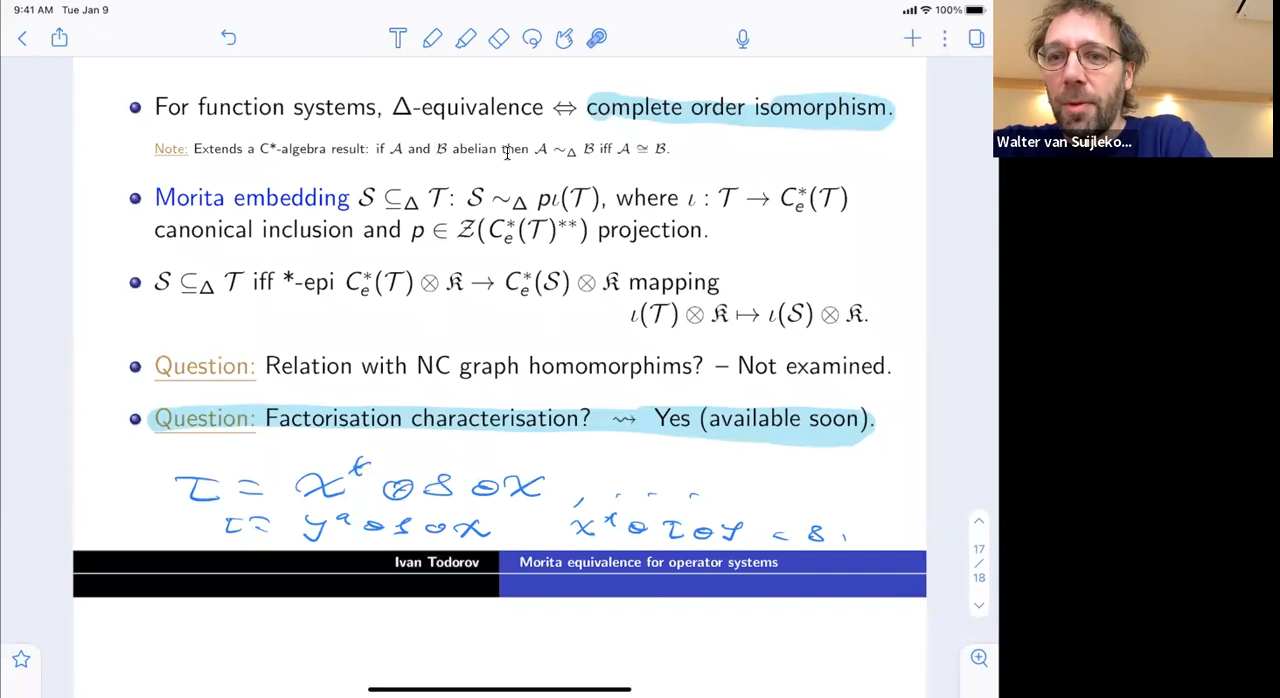 9:41 AM Tue Jan 9
100%
• For function systems, Δ-equivalence ⇔ complete order isomorphism.
Note: Extends a C*-algebra result: if 𝒜 and ℬ abelian then 𝒜 ∼Δ ℬ iff 𝒜 ≅ ℬ.
• Morita embedding 𝒮 ⊆Δ 𝒯: 𝒮 ∼Δ pι(𝒯), where ι : 𝒯 → C*ₑ(𝒯)
canonical inclusion and p ∈ 𝒵(C*ₑ(𝒯)**) projection.
• 𝒮 ⊆Δ 𝒯 iff *-epi C*ₑ(𝒯) ⊗ 𝔎 → C*ₑ(𝒮) ⊗ 𝔎 mapping
ι(𝒯) ⊗ 𝔎 ↦ ι(𝒮) ⊗ 𝔎.
• Question: Relation with NC graph homomorphims? – Not examined.
• Question: Factorisation characterisation? ⇝ Yes (available soon).
Ivan Todorov
Morita equivalence for operator systems
17
/
18
Walter van Suijleko...